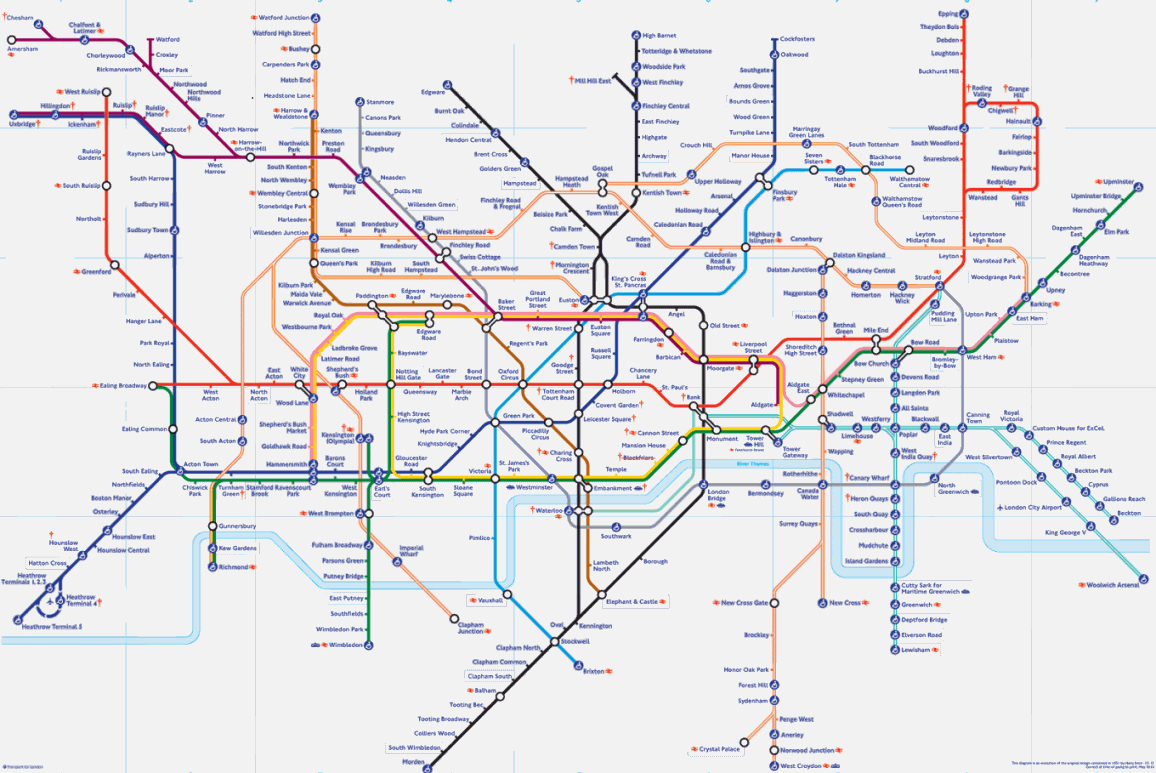 Chesham
Chalfont &
Latimer
Amersham
Chorleywood
Rickmansworth
Watford
Croxley
Moor Park
Northwood
Northwood
Hills
Pinner
North Harrow
Harrow-
on-the-Hill
Northwick
Park
Preston
Road
Wembley
Park
West
Harrow
Rayners Lane
Eastcote
Ruislip
Manor
Ruislip
Ickenham
Hillingdon
Uxbridge
West Ruislip
Ruislip
Gardens
South Ruislip
Northolt
Greenford
Perivale
Hanger Lane
South Harrow
Sudbury Hill
Sudbury Town
Alperton
Park Royal
North Ealing
Ealing Broadway
Ealing Common
South Ealing
Northfields
Boston Manor
Osterley
Hounslow East
Hounslow Central
Hounslow
West
Hatton Cross
Heathrow
Terminals 1, 2, 3
Heathrow
Terminal 4
Heathrow Terminal 5
Watford Junction
Watford High Street
Bushey
Carpenders Park
Hatch End
Headstone Lane
Harrow &
Wealdstone
Kenton
South Kenton
North Wembley
Wembley Central
Stonebridge Park
Harlesden
Willesden Junction
Kensal Green
Queen's Park
Kilburn Park
Maida Vale
Warwick Avenue
Royal Oak
Westbourne Park
Ladbroke Grove
Latimer Road
White
City
Shepherd's
Bush
Wood Lane
Shepherd's Bush
Market
Goldhawk Road
Hammersmith
Stanmore
Canons Park
Queensbury
Kingsbury
Neasden
Dollis Hill
Willesden Green
Kilburn
West Hampstead
Finchley Road
Swiss Cottage
St. John's Wood
Kensal
Rise
Brondesbury
Park
Brondesbury
Kilburn
High Road
South
Hampstead
Finchley Road
& Frognal
Hampstead
Heath
Gospel
Oak
Edgware
Burnt Oak
Colindale
Hendon Central
Brent Cross
Golders Green
Hampstead
Belsize Park
Chalk Farm
Camden Town
Mornington
Crescent
Euston
High Barnet
Totteridge & Whetstone
Woodside Park
West Finchley
Mill Hill East
Finchley Central
East Finchley
Highgate
Archway
Tufnell Park
Kentish Town
Kentish
Town West
Camden
Road
Upper Holloway
Crouch Hill
Cockfosters
Oakwood
Southgate
Arnos Grove
Bounds Green
Wood Green
Turnpike Lane
Manor House
Harringay
Green Lanes
South Tottenham
Seven
Sisters
Blackhorse
Road
Tottenham
Hale
Walthamstow
Central
Walthamstow
Queen's Road
Finsbury
Park
Arsenal
Holloway Road
Caledonian Road
Highbury &
Islington
Caledonian
Road &
Barnsbury
Canonbury
King's Cross
St. Pancras
Angel
Old Street
Moorgate
Epping
Theydon Bois
Debden
Loughton
Buckhurst Hill
Roding
Valley
Grange
Hill
Chigwell
Hainault
Fairlop
Barkingside
Newbury Park
Redbridge
Gants
Hill
Wanstead
Woodford
South Woodford
Snaresbrook
Leytonstone
Leyton
Leyton
Midland Road
Leytonstone
High Road
Wanstead Park
Woodgrange Park
Upminster
Upminster Bridge
Hornchurch
Elm Park
Dagenham
East
Dagenham
Heathway
Becontree
Upney
Barking
East Ham
Upton Park
Plaistow
West Ham
Dalston Kingsland
Dalston Junction
Hackney Central
Homerton
Hackney
Wick
Stratford
Pudding
Mill Lane
Haggerston
Hoxton
Shoreditch
High Street
Bethnal
Green
Mile End
Bow Road
Bow Church
Bromley-
by-Bow
Stepney Green
Devons Road
Langdon Park
All Saints
Whitechapel
Shadwell
Limehouse
Westferry
Poplar
Blackwall
East
India
Canning
Town
Royal
Victoria
Custom House for ExCeL
Prince Regent
Royal Albert
Beckton Park
Cyprus
Gallions Reach
Beckton
West Silvertown
Pontoon Dock
London City Airport
King George V
Woolwich Arsenal
Paddington
Edgware
Road
Marylebone
Baker
Street
Great
Portland
Street
Warren Street
Euston
Square
Edgware
Road
Regent's Park
Farringdon
Barbican
Liverpool
Street
Russell
Square
Goodge
Street
Bayswater
Notting
Hill Gate
Lancaster
Gate
Queensway
Marble
Arch
Bond
Street
Oxford
Circus
Tottenham
Court Road
Holborn
Chancery
Lane
St. Paul's
Bank
Aldgate
East
Aldgate
Holland
Park
High Street
Kensington
Kensington
(Olympia)
Hyde Park Corner
Knightsbridge
Green Park
Piccadilly
Circus
Covent Garden
Leicester Square
Charing
Cross
Cannon Street
Mansion House
Blackfriars
Temple
Embankment
Monument
Tower
Hill
Fenchurch Street
Tower
Gateway
River Thames
West
Acton
North
Acton
East
Acton
Acton Central
South Acton
Acton Town
Chiswick
Park
Turnham
Green
Stamford
Brook
Ravenscourt
Park
Barons
Court
West
Kensington
Earl's
Court
Gloucester
Road
South
Kensington
Sloane
Square
Victoria
St. James's
Park
Westminster
Waterloo
Southwark
London
Bridge
Bermondsey
Canada
Water
Rotherhithe
Wapping
Surrey Quays
Canary Wharf
North
Greenwich
West
India Quay
Heron Quays
South Quay
Crossharbour
Mudchute
Island Gardens
Cutty Sark for
Maritime Greenwich
Greenwich
Deptford Bridge
Elverson Road
Lewisham
Gunnersbury
Kew Gardens
Richmond
West Brompton
Fulham Broadway
Parsons Green
Putney Bridge
East Putney
Southfields
Wimbledon Park
Wimbledon
Imperial
Wharf
Clapham
Junction
Pimlico
Vauxhall
Lambeth
North
Borough
Elephant & Castle
Kennington
Oval
Stockwell
Brixton
Clapham North
Clapham Common
Clapham South
Balham
Tooting Bec
Tooting Broadway
Colliers Wood
South Wimbledon
Morden
New Cross Gate
New Cross
Brockley
Honor Oak Park
Forest Hill
Sydenham
Penge West
Anerley
Crystal Palace
Norwood Junction
West Croydon